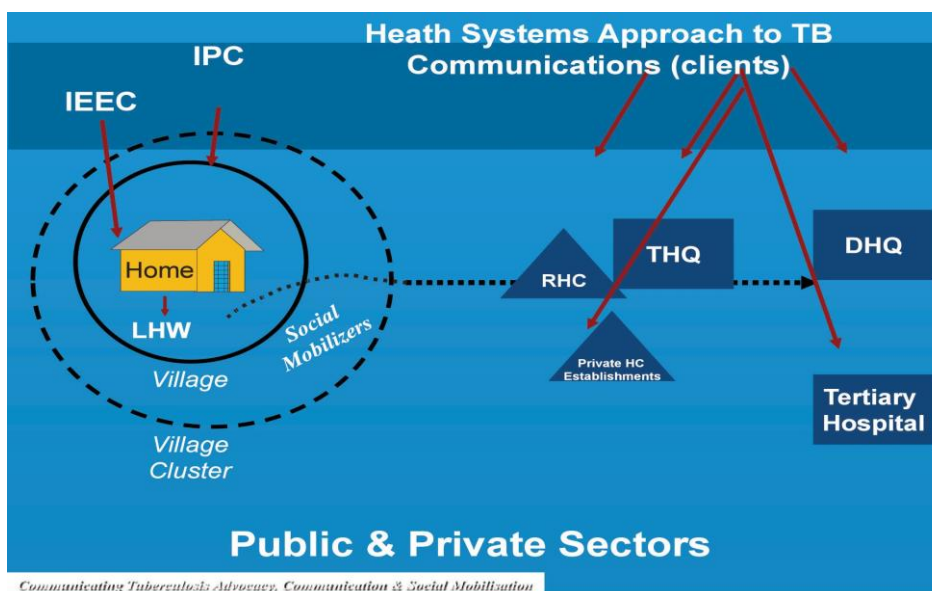 Heath Systems Approach to TB
Communications (clients)
IPC
IEEC
Home
LHW
Village
Village
Cluster
Social
Mobilizers
RHC
THQ
DHQ
Private HC
Establishments
Tertiary
Hospital
Public & Private Sectors
Communicating Tuberculosis Advocacy, Communication & Social Mobilisation